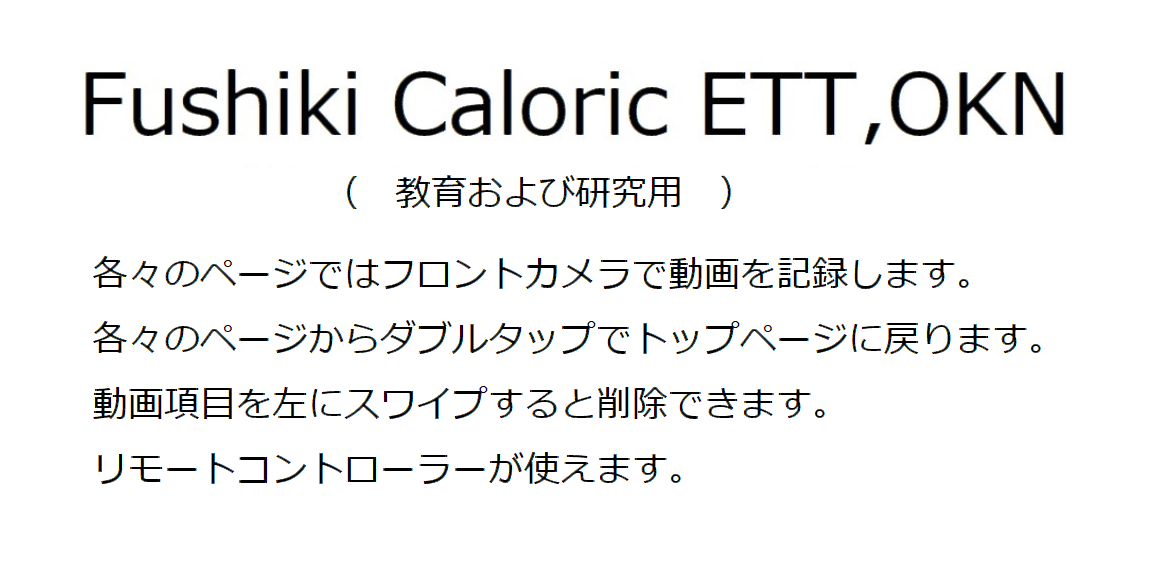 Fushiki Caloric ETT,OKN
（　教育および研究用　）
各々のページではフロントカメラで動画を記録します。
各々のページからダブルタップでトップページに戻ります。
動画項目を左にスワイプすると削除できます。
リモートコントローラーが使えます。